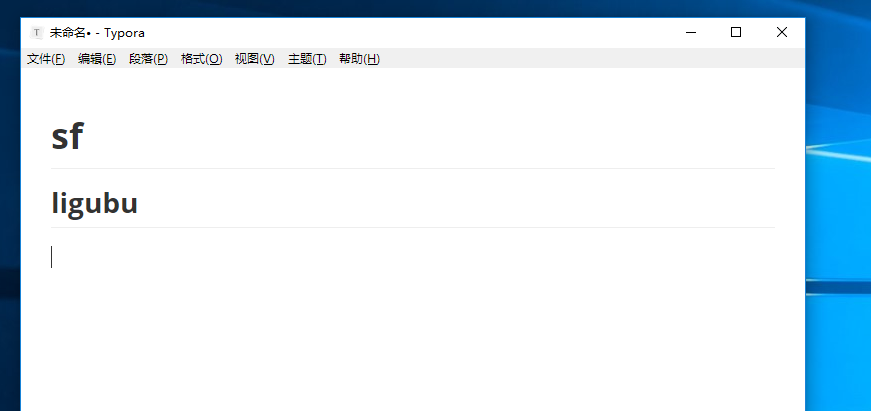 T 未命名• - Typora
文件(F) 编辑(E) 段落(P) 格式(O) 视图(V) 主题(T) 帮助(H)
sf
ligubu